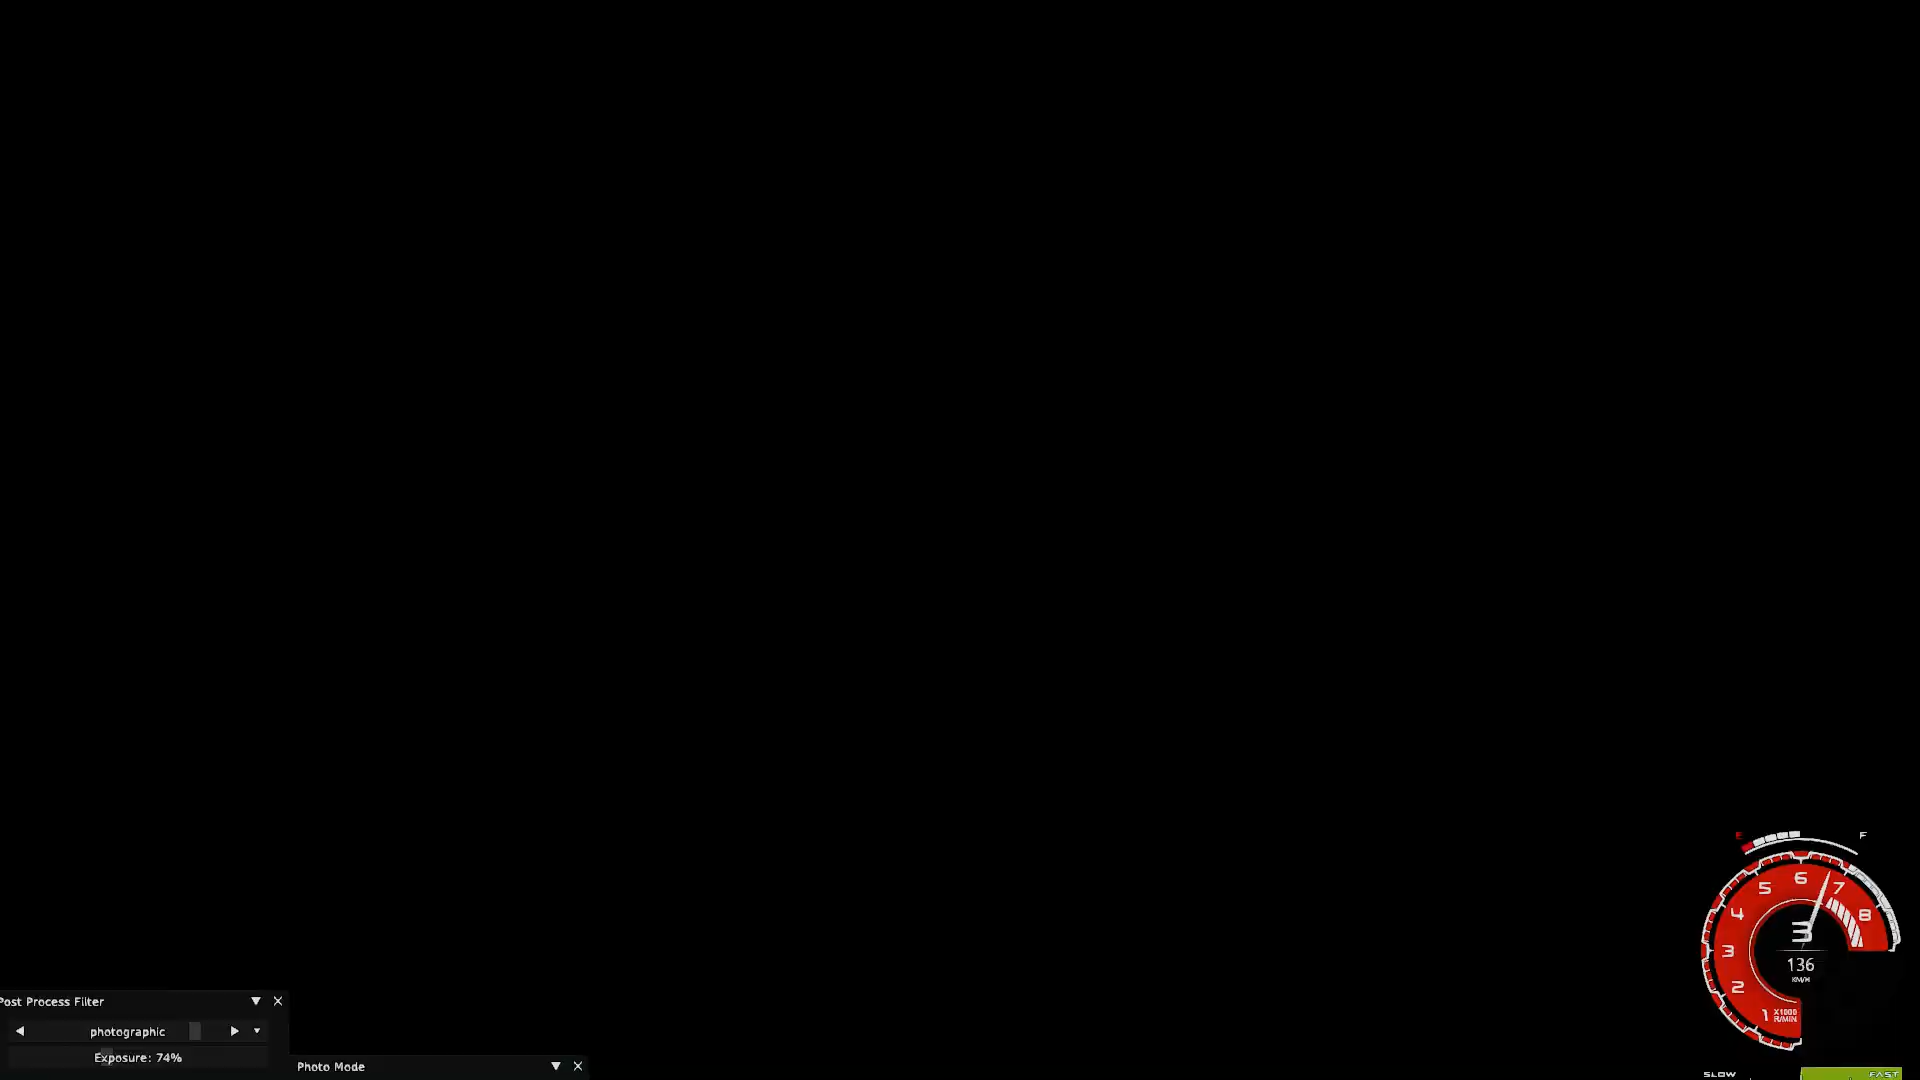 E F
5 6 7
4 8
3
3
136
KM/H
2
1 X1000
R/MIN
Post Process Filter
photographic
Exposure: 74%
Photo Mode
SLOW FAST